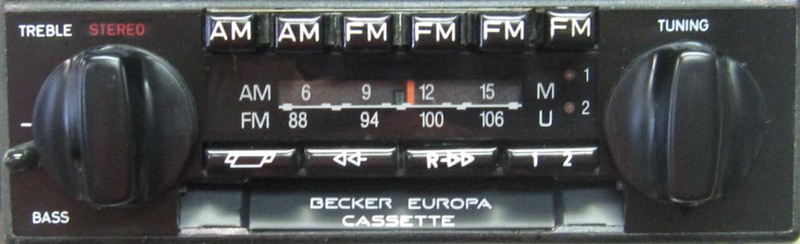 TREBLE STEREO
AM AM FM FM FM FM
TUNING
AM 6 9 12 15 M 1
FM 88 94 100 106 U 2
R 1 2
BASS
BECKER EUROPA
CASSETTE